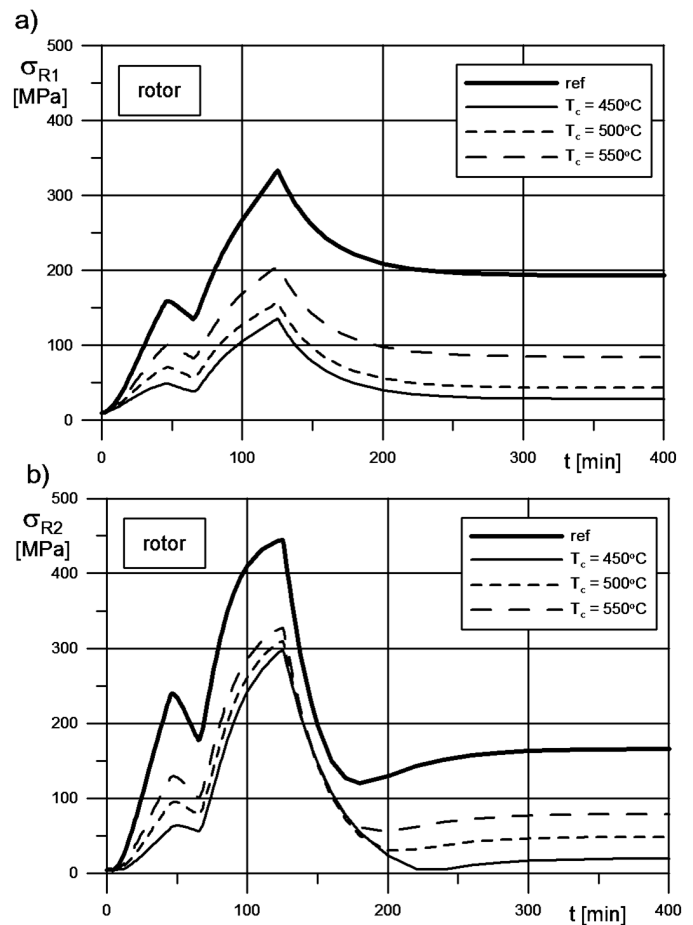 a)
500
σR1
[MPa]
rotor
ref
Tc = 450ºC
Tc = 500ºC
Tc = 550ºC
400
300
200
100
0
0
100
200
300
400
t [min]
b)
500
σR2
[MPa]
rotor
ref
Tc = 450ºC
Tc = 500ºC
Tc = 550ºC
400
300
200
100
0
0
100
200
300
400
t [min]